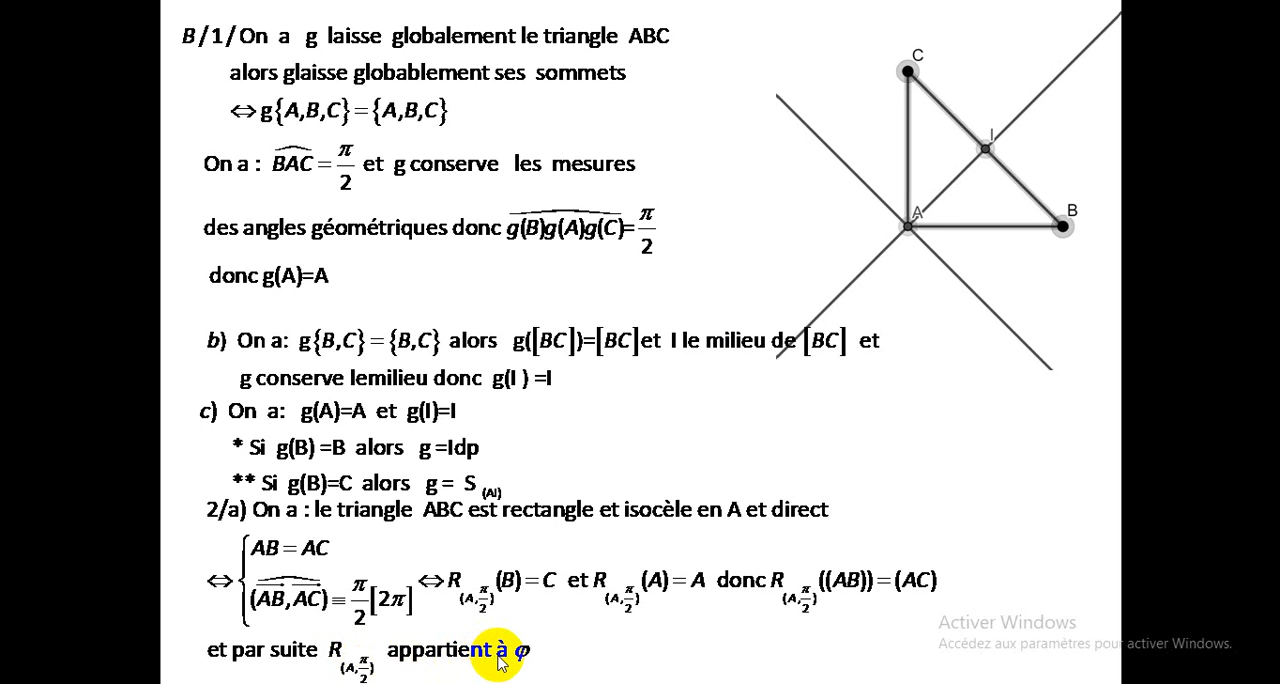 B/1/On a g laisse globalement le triangle ABC
alors glaisse globablement ses sommets
⇔ g{A,B,C}={A,B,C}
On a : BAC = π/2 et g conserve les mesures
des angles géométriques donc g(B)g(A)g(C)= π/2
donc g(A)=A
b) On a: g{B,C}={B,C} alors g([BC])=[BC]et I le milieu de [BC] et
g conserve lemilieu donc g(I ) =I
c) On a: g(A)=A et g(I)=I
* Si g(B) =B alors g =Idp
** Si g(B)=C alors g = S (AI)
2/a) On a : le triangle ABC est rectangle et isocèle en A et direct
⇔ { AB = AC
(AB,AC) ≡ π/2 [2π] ⇔ R (A,π/2) (B) = C et R (A,π/2) (A) = A donc R (A,π/2) ((AB)) = (AC)
et par suite R (A,π/2) appartient à φ
C
I
A
B
Activer Windows
Accédez aux paramètres pour activer Windows.